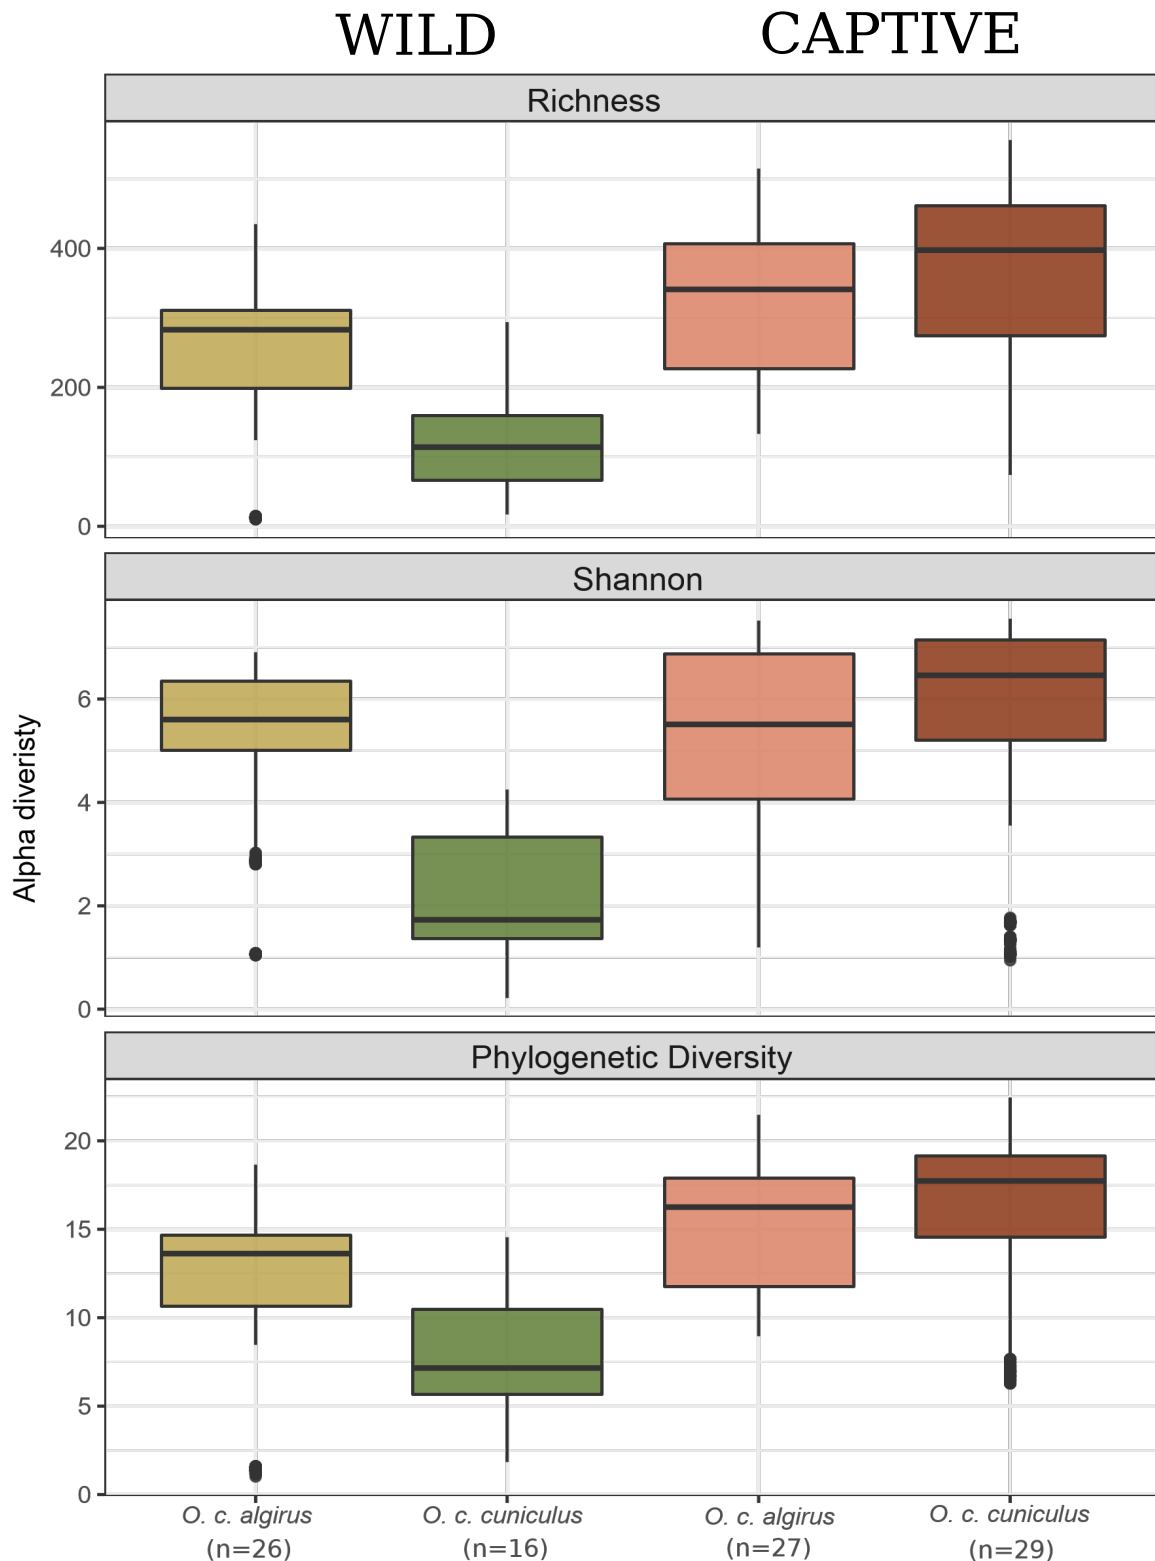 WILD CAPTIVE
Richness
400
200
0
Shannon
6
4
2
0
Alpha diveristy
Phylogenetic Diversity
20
15
10
5
0
O. c. algirus O. c. cuniculus O. c. algirus O. c. cuniculus
(n=26) (n=16) (n=27) (n=29)